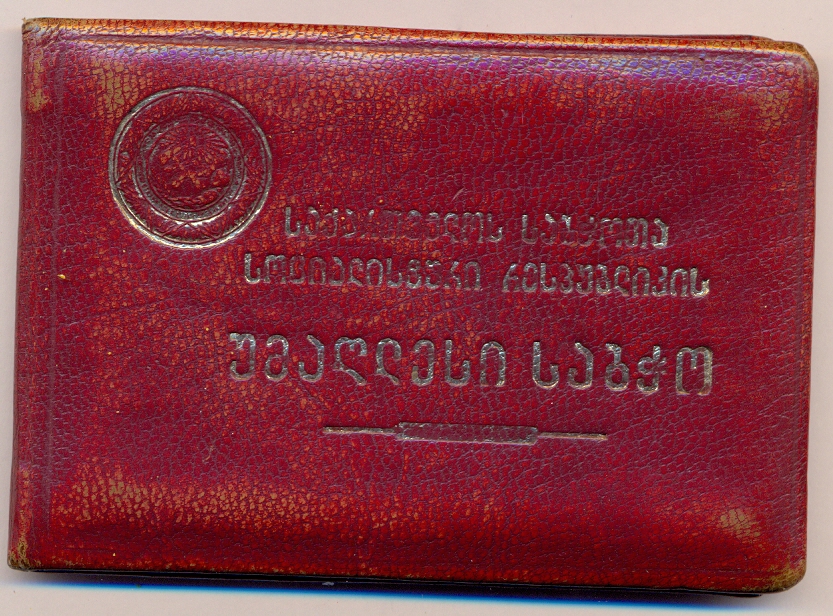 საქართველოს საბჭოთა
სოციალისტური რესპუბლიკის
უმაღლესი საბჭო